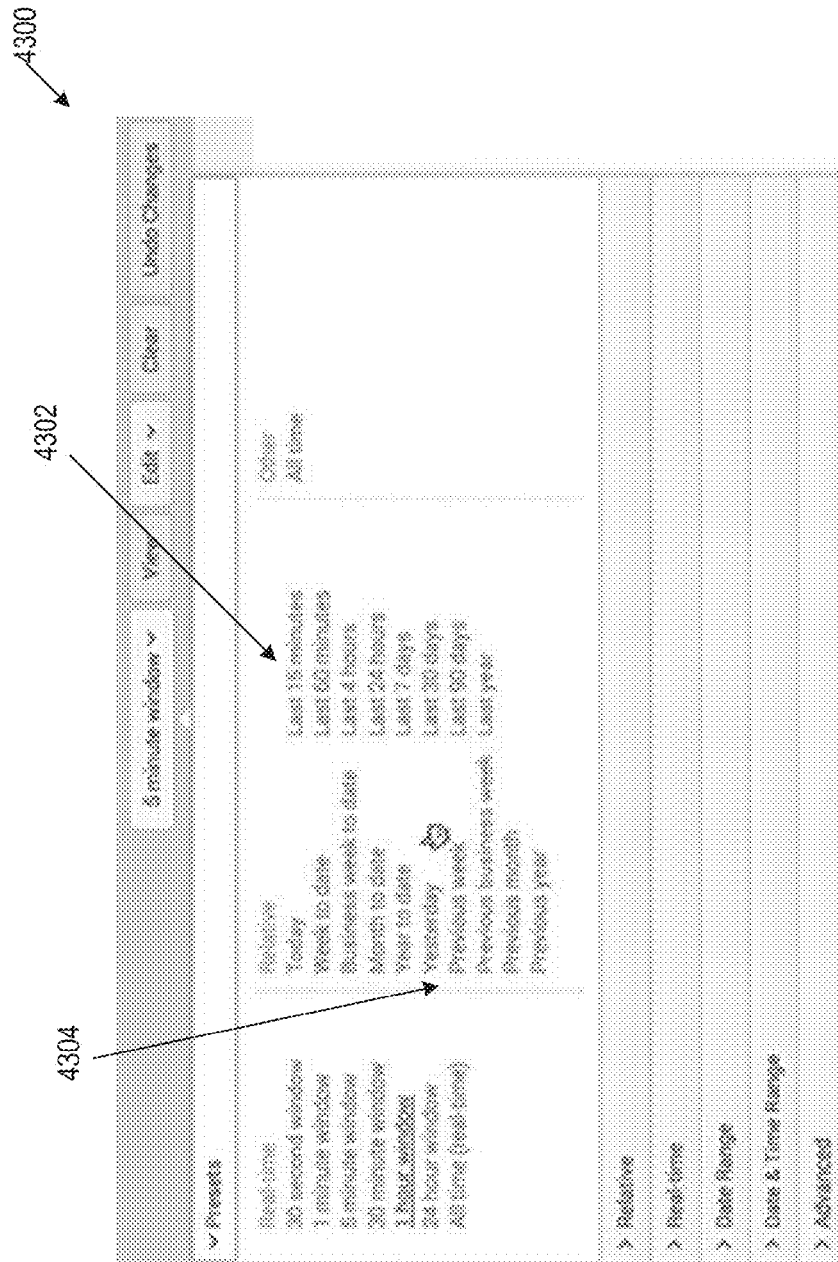 4300
4302
4304
5 minute window
View
Edit
Clear
Undo Changes
Presets
Real-time
30 second window
1 minute window
5 minute window
30 minute window
1 hour window
24 hour window
All time (real-time)
Relative
Today
Week to date
Business week to date
Month to date
Year to date
Yesterday
Previous week
Previous business week
Previous month
Previous year
Last 15 minutes
Last 60 minutes
Last 4 hours
Last 24 hours
Last 7 days
Last 30 days
Last 90 days
Last year
Other
All time
Relative
Real-time
Date Range
Date & Time Range
Advanced